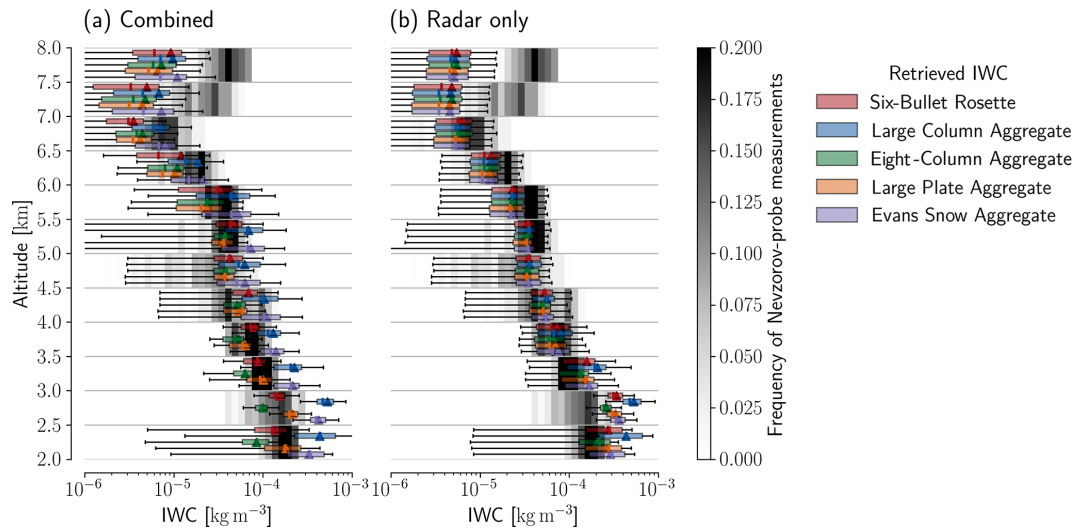 (a) Combined
(b) Radar only
8.0
7.5
7.0
6.5
6.0
5.5
5.0
4.5
4.0
3.5
3.0
2.5
2.0
Altitude [km]
10⁻⁶
10⁻⁵
10⁻⁴
10⁻³
IWC [kg m⁻³]
10⁻⁶
10⁻⁵
10⁻⁴
10⁻³
IWC [kg m⁻³]
0.200
0.175
0.150
0.125
0.100
0.075
0.050
0.025
0.000
Frequency of Nevzorov-probe measurements
Retrieved IWC
Six-Bullet Rosette
Large Column Aggregate
Eight-Column Aggregate
Large Plate Aggregate
Evans Snow Aggregate